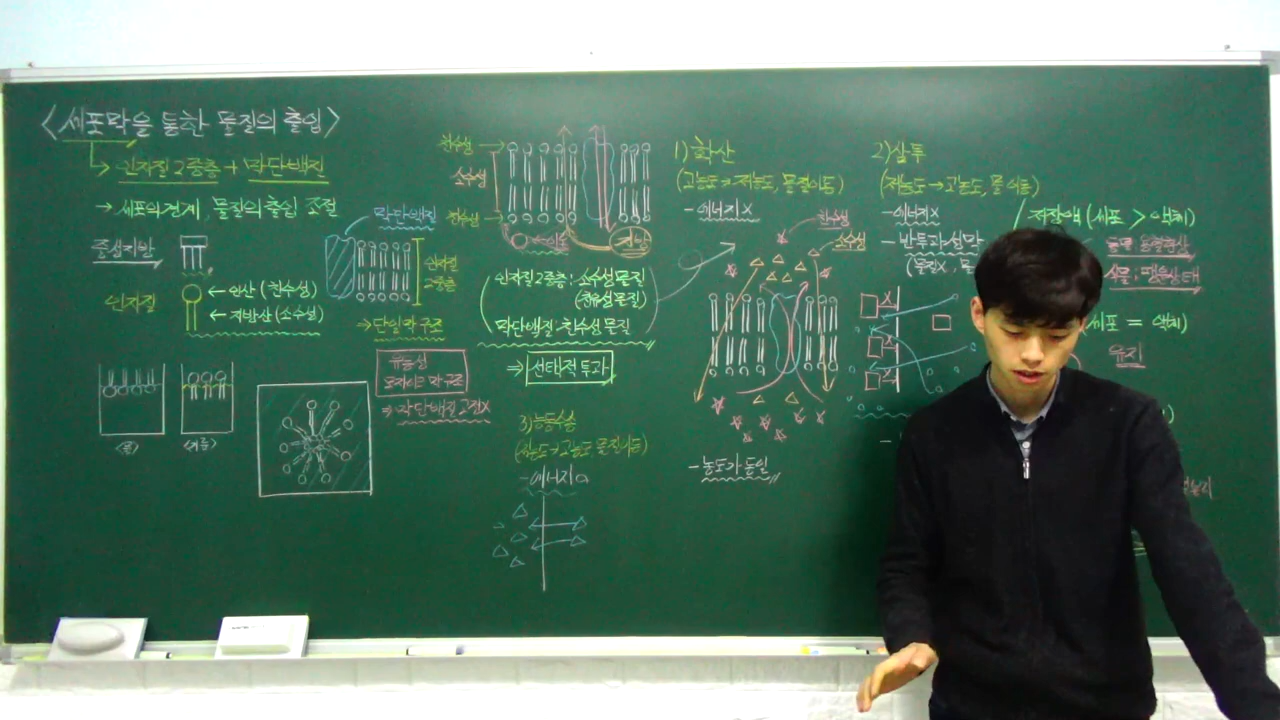 <세포막을 통한 물질의 출입>
→ 인지질 2중층 + 막단백질
→ 세포의 경계, 물질의 출입 조절
중성지방
인지질
← 인산 (친수성)
← 지방산 (소수성)
막단백질
인지질
2중층
⇒ 단위막 구조
유동성
모자이크 막 구조
⇒ 막단백질 고정X
<물>
<기름>
친수성
소수성
친수성
인지질 2중층 : 소수성 물질
막단백질 : 친수성 물질
⇒ 선택적 투과
3) 능동수송
(저농도→고농도, 물질이동)
- 에너지 O
1) 확산
(고농도→저농도, 물질이동)
- 에너지 X
친수성
소수성
- 농도가 동일
2) 삼투
(저농도→고농도, 물 이동)
- 에너지 X
- 반투과성 막
저장액 (세포 > 액체)
세포 = 액체)
유지